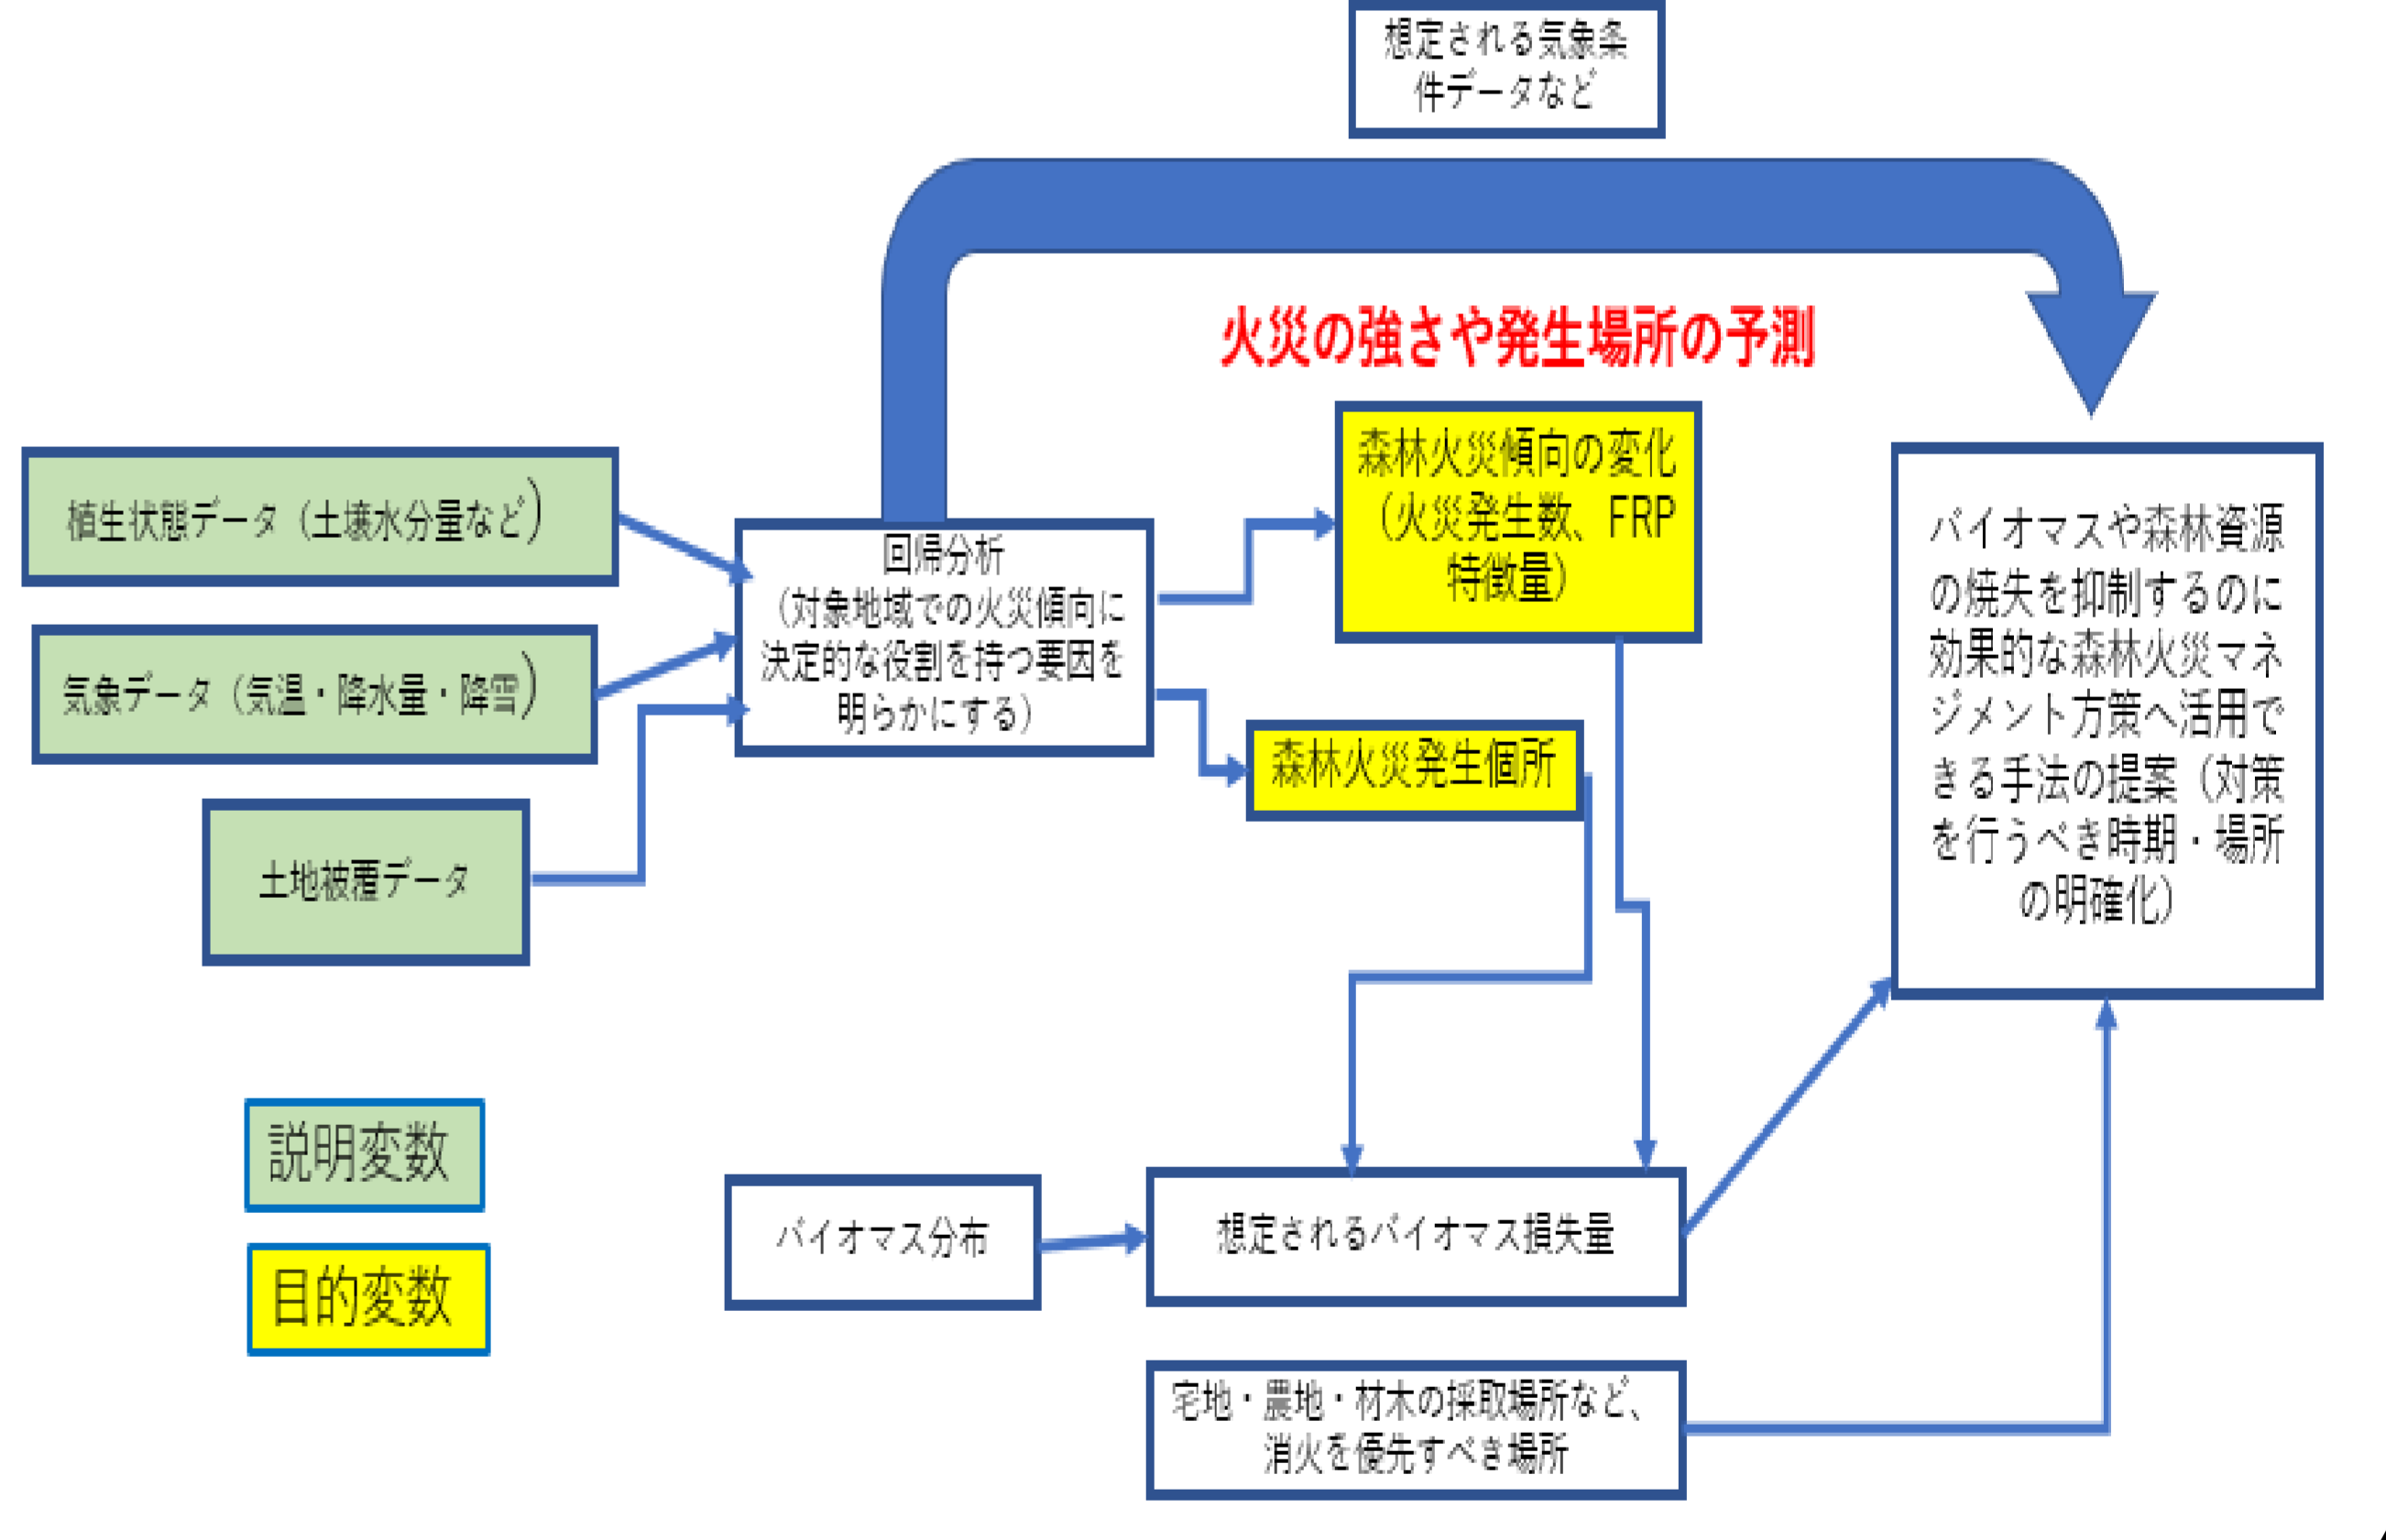 想定される気象条
件データなど
火災の強さや発生場所の予測
植生状態データ（土壌水分量など）
気象データ（気温・降水量・降雪）
土地被覆データ
回帰分析
（対象地域での火災傾向に
決定的な役割を持つ要因を
明らかにする）
森林火災傾向の変化
（火災発生数、FRP
特徴量）
森林火災発生個所
バイオマスや森林資源
の焼失を抑制するのに
効果的な森林火災マネ
ジメント方策へ活用で
きる手法の提案（対策
を行うべき時期・場所
の明確化）
説明変数
目的変数
バイオマス分布
想定されるバイオマス損失量
宅地・農地・材木の採取場所など、
消火を優先すべき場所